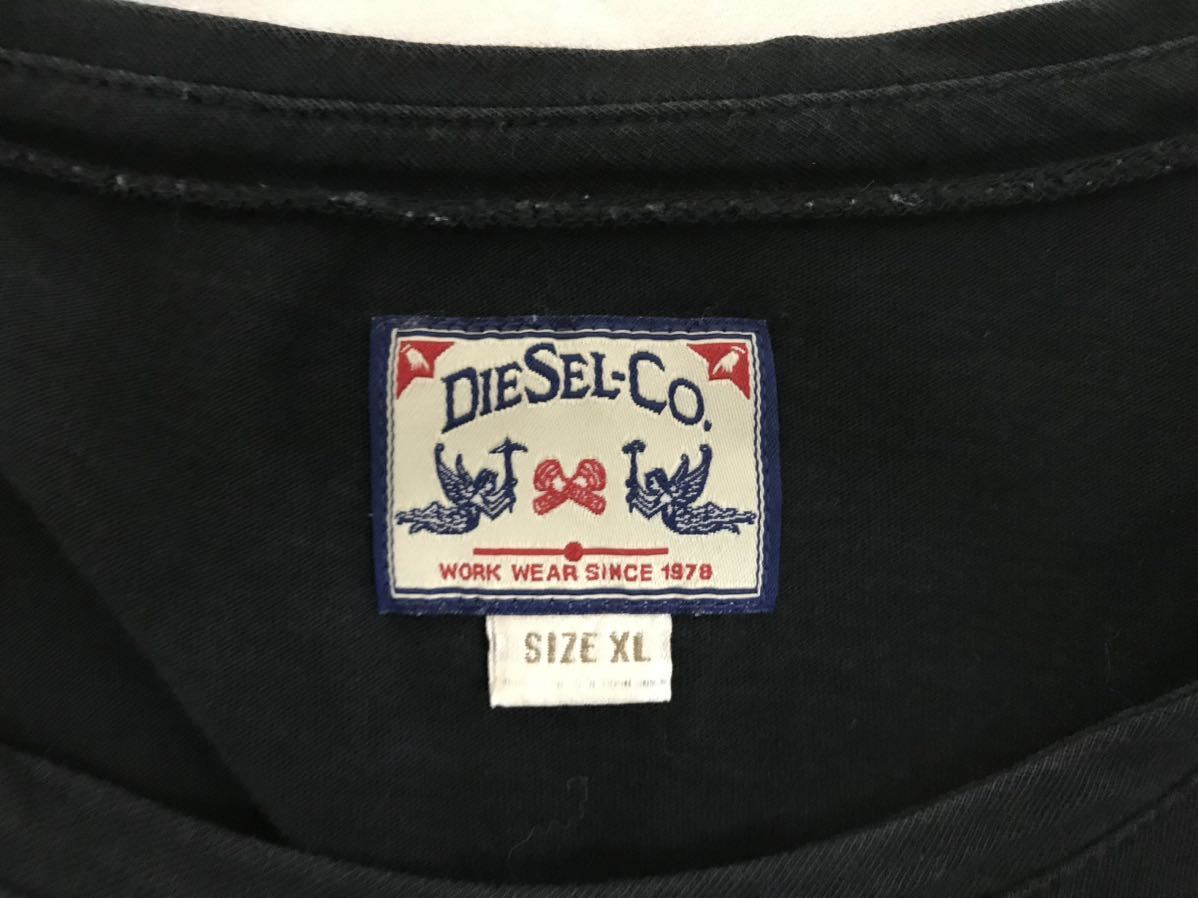 DIESEL-CO.
WORK WEAR SINCE 1978
SIZE XL